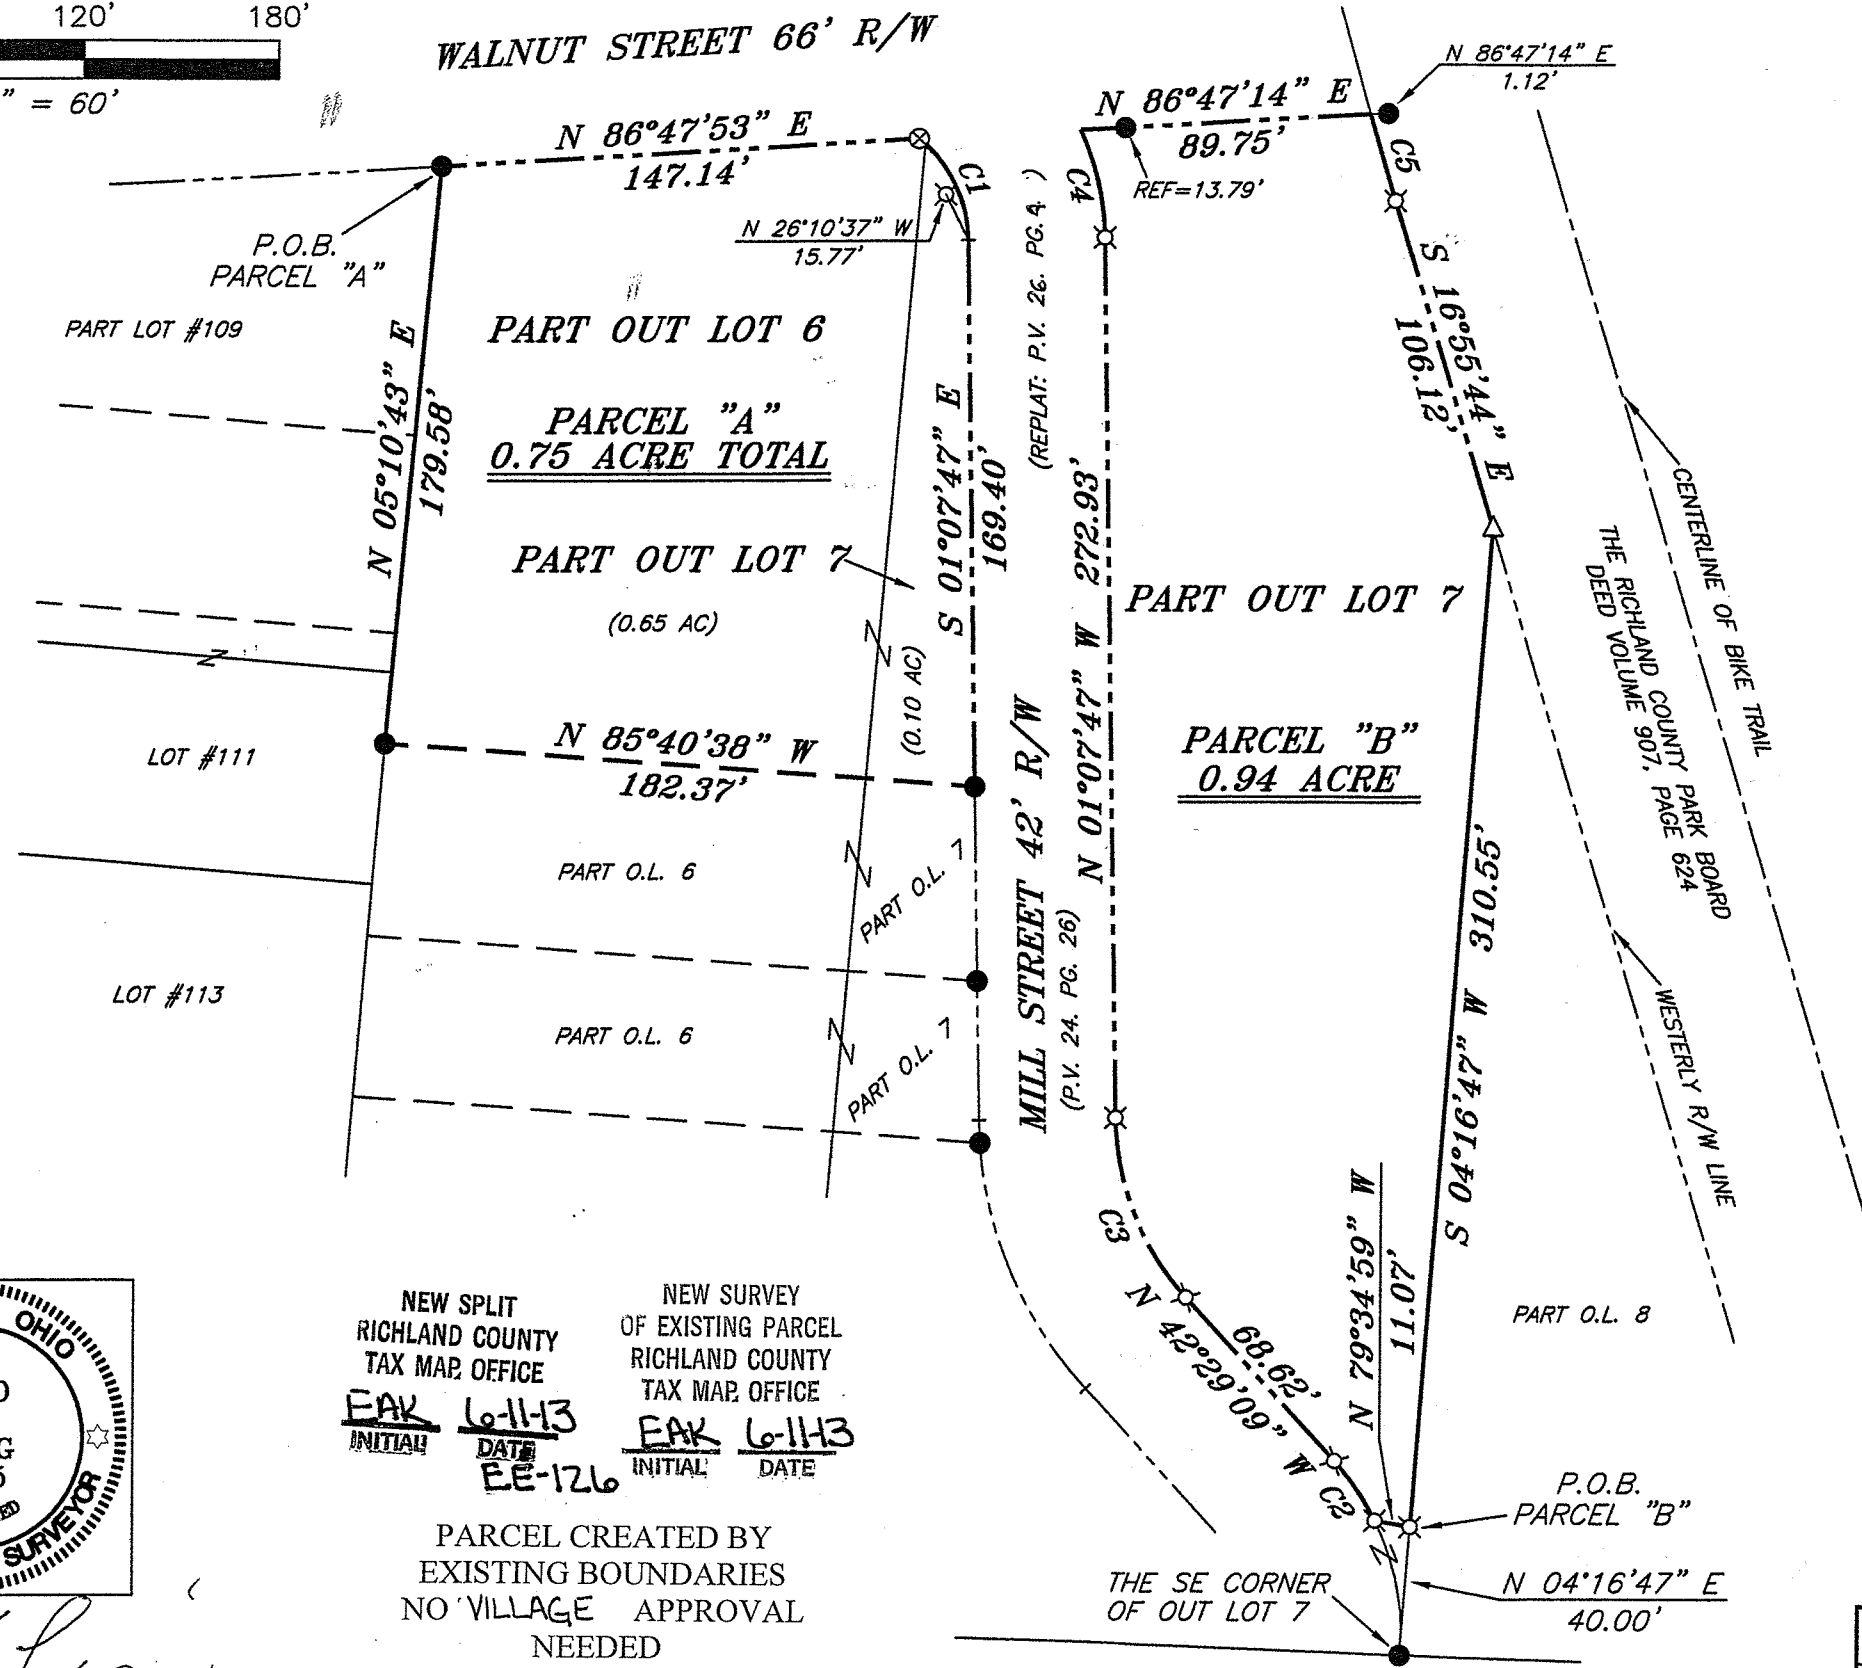 120' 180'
" = 60'
WALNUT STREET 66' R/W
N 86°47'53" E
147.14'
N 86°47'14" E
89.75'
N 86°47'14" E
1.12'
REF=13.79'
C1
C4
C5
P.O.B.
PARCEL "A"
N 26°10'37" W
15.77'
PART LOT #109
N 05°10'43" E
179.58'
PART OUT LOT 6
PARCEL "A"
0.75 ACRE TOTAL
PART OUT LOT 7
(0.65 AC)
(0.10 AC)
S 01°07'47" E
169.40'
(REPLAT: P.V. 26. PG. 4 )
N 01°07'47" W 272.93'
S 16°55'44" E
106.12'
CENTERLINE OF BIKE TRAIL
THE RICHLAND COUNTY PARK BOARD
DEED VOLUME 907, PAGE 624
PART OUT LOT 7
PARCEL "B"
0.94 ACRE
LOT #111
N 85°40'38" W
182.37'
MILL STREET 42' R/W
(P.V. 24. PG. 26)
PART O.L. 6
PART O.L. 7
S 04°16'47" W 310.55'
WESTERLY R/W LINE
LOT #113
PART O.L. 6
PART O.L. 7
C3
N 42°29'09" W
68.62'
N 79°34'59" W
11.07'
PART O.L. 8
C2
P.O.B.
PARCEL "B"
N 04°16'47" E
40.00'
THE SE CORNER
OF OUT LOT 7
OHIO
SURVEYOR
NEW SPLIT
RICHLAND COUNTY
TAX MAP OFFICE
EAK 6-11-13
INITIAL DATE
EE-126
NEW SURVEY
OF EXISTING PARCEL
RICHLAND COUNTY
TAX MAP OFFICE
EAK 6-11-13
INITIAL DATE
PARCEL CREATED BY
EXISTING BOUNDARIES
NO VILLAGE APPROVAL
NEEDED